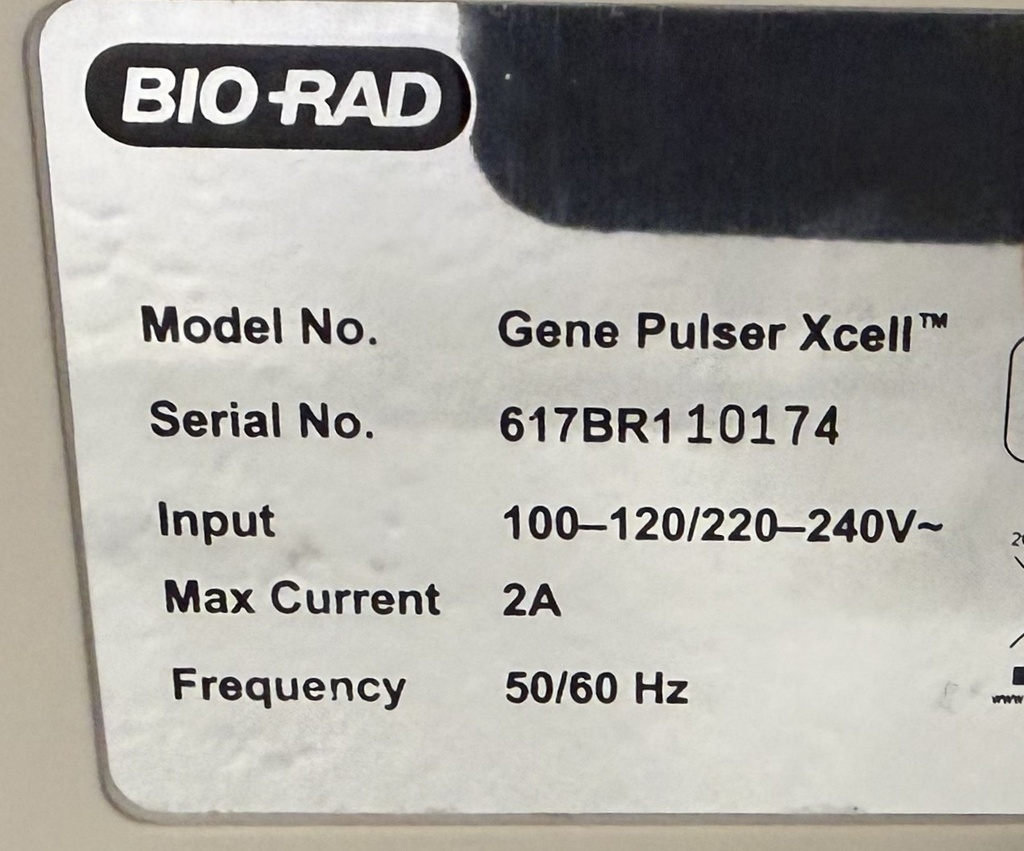 BIO-RAD
Model No. Gene Pulser Xcell™
Serial No. 617BR110174
Input 100–120/220–240V~
Max Current 2A
Frequency 50/60 Hz
www